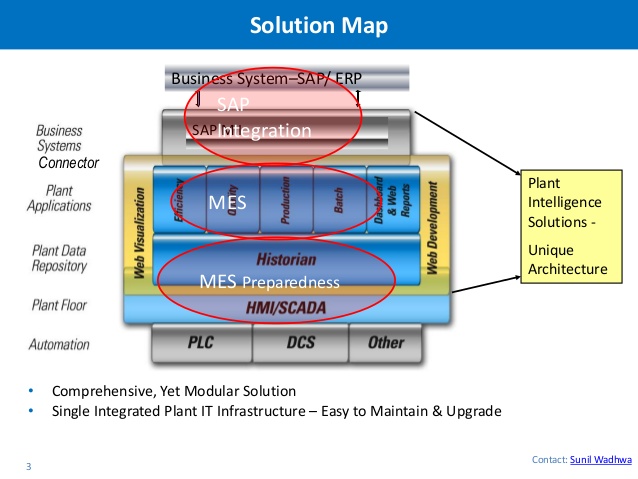 Solution Map
Business System–SAP/ ERP
SAP
Integration
SAP
Business
Systems
Connector
Plant
Applications
Plant Data
Repository
Plant Floor
Automation
Web Visualization
Efficiency
Quality
Production
Batch
Dashboard
& Web
Reports
Web Development
MES
Historian
MES Preparedness
HMI/SCADA
PLC
DCS
Other
Plant
Intelligence
Solutions -
Unique
Architecture
• Comprehensive, Yet Modular Solution
• Single Integrated Plant IT Infrastructure – Easy to Maintain & Upgrade
3
Contact: Sunil Wadhwa